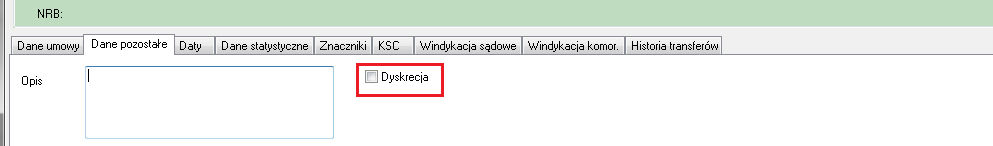 NRB:
Dane umowy Dane pozostałe Daty Dane statystyczne Znaczniki KSC Windykacja sądowe Windykacja komor. Historia transferów
Opis Dyskrecja